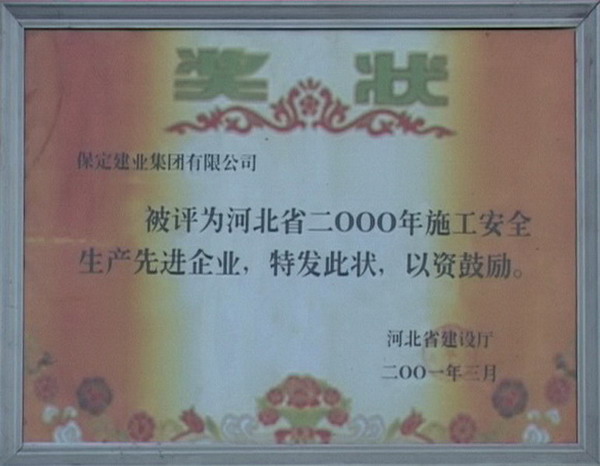 奖状
保定建业集团有限公司
被评为河北省二OOO年施工安全
生产先进企业，特发此状，以资鼓励。
河北省建设厅
二OO一年三月